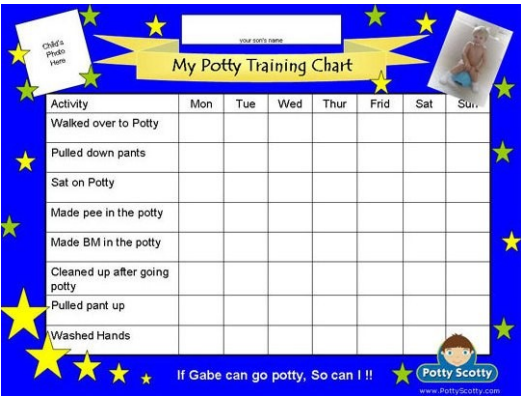 Child's
Photo
Here
your son's name
My Potty Training Chart
Activity Mon Tue Wed Thur Frid Sat Sun
Walked over to Potty
Pulled down pants
Sat on Potty
Made pee in the potty
Made BM in the potty
Cleaned up after going
potty
Pulled pant up
Washed Hands
If Gabe can go potty, So can I !!
Potty Scotty
www.PottyScotty.com